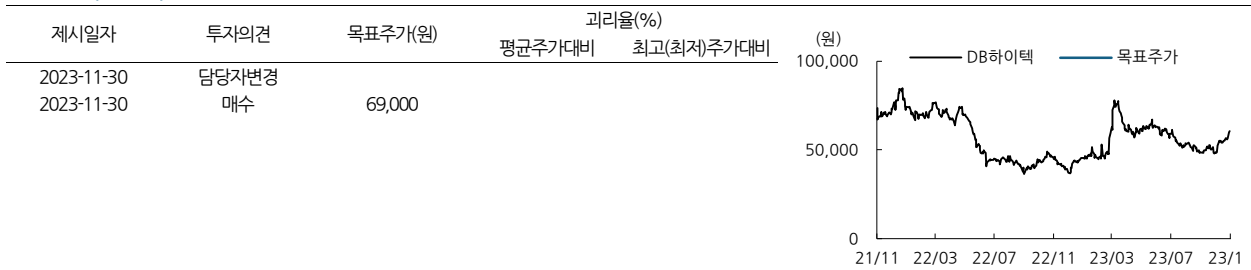 제시일자 투자의견 목표주가(원) 괴리율(%)
평균주가대비 최고(최저)주가대비
2023-11-30 담당자변경
2023-11-30 매수 69,000
(원)
DB하이텍 목표주가
100,000
50,000
0
21/11 22/03 22/07 22/11 23/03 23/07 23/1